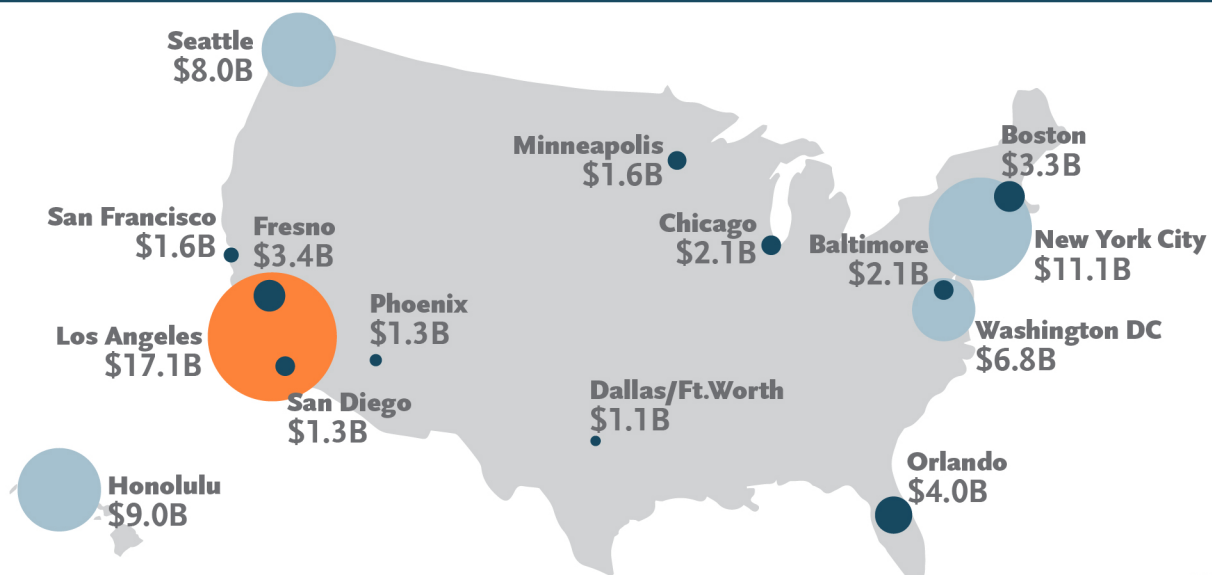 Seattle
$8.0B
Minneapolis
$1.6B
Boston
$3.3B
San Francisco
$1.6B
Fresno
$3.4B
Chicago
$2.1B
Baltimore
$2.1B
New York City
$11.1B
Phoenix
$1.3B
Los Angeles
$17.1B
Washington DC
$6.8B
San Diego
$1.3B
Dallas/Ft.Worth
$1.1B
Orlando
$4.0B
Honolulu
$9.0B